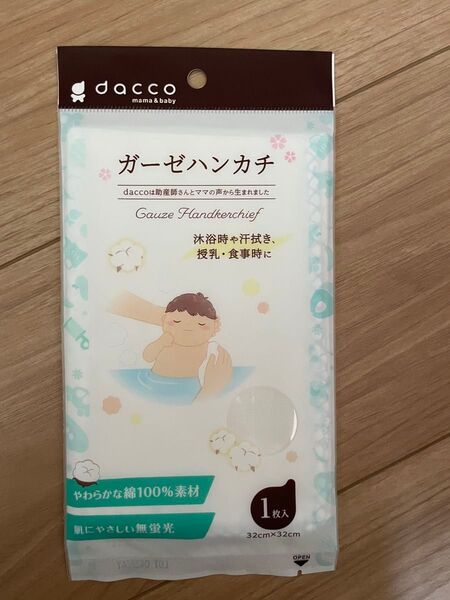 dacco
mama & baby
ガーゼハンカチ
daccoは助産師さんとママの声から生まれました
Gauze Handkerchief
沐浴時や汗拭き、
授乳・食事時に
やわらかな綿100%素材
肌にやさしい無蛍光
1枚入
32cm×32cm
OPEN
LOT